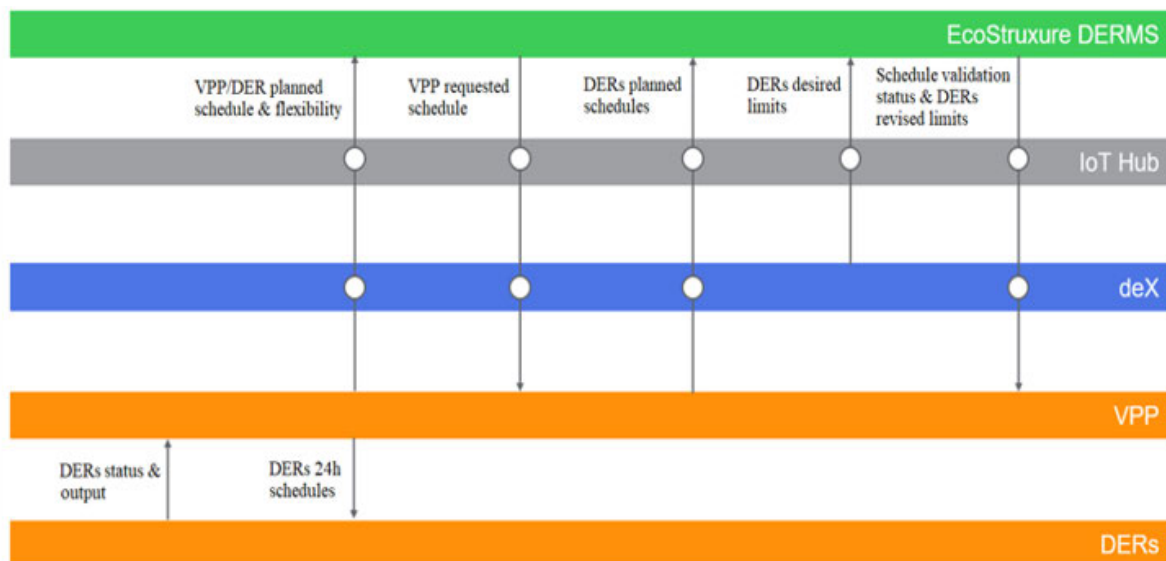 EcoStruxure DERMS
VPP/DER planned
schedule & flexibility
VPP requested
schedule
DERs planned
schedules
DERs desired
limits
Schedule validation
status & DERs
revised limits
IoT Hub
deX
VPP
DERs status &
output
DERs 24h
schedules
DERs